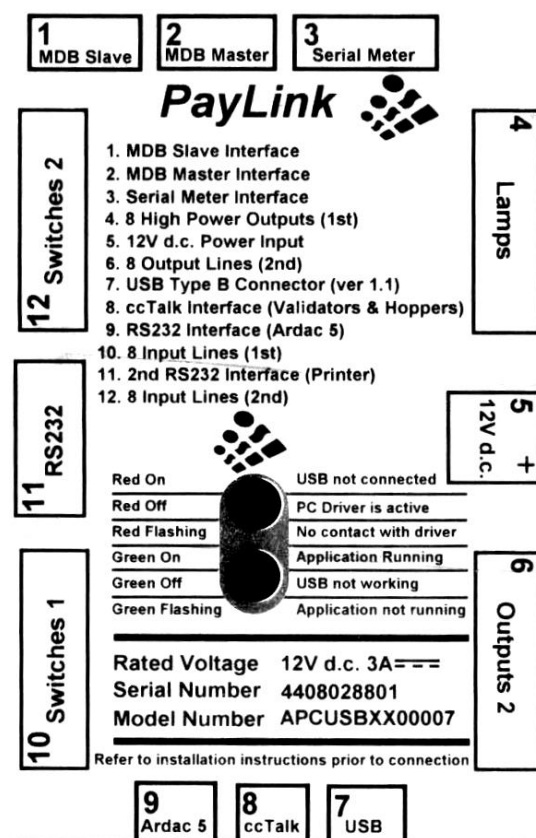 1
MDB Slave
2
MDB Master
3
Serial Meter
PayLink
4
Lamps
12 Switches 2
1. MDB Slave Interface
2. MDB Master Interface
3. Serial Meter Interface
4. 8 High Power Outputs (1st)
5. 12V d.c. Power Input
6. 8 Output Lines (2nd)
7. USB Type B Connector (ver 1.1)
8. ccTalk Interface (Validators & Hoppers)
9. RS232 Interface (Ardac 5)
10. 8 Input Lines (1st)
11. 2nd RS232 Interface (Printer)
12. 8 Input Lines (2nd)
5 +
12V d.c.
11 RS232
Red On USB not connected
Red Off PC Driver is active
Red Flashing No contact with driver
Green On Application Running
Green Off USB not working
Green Flashing Application not running
6
Outputs 2
10 Switches 1
Rated Voltage 12V d.c. 3A
Serial Number 4408028801
Model Number APCUSBXX00007
Refer to installation instructions prior to connection
9
Ardac 5
8
ccTalk
7
USB